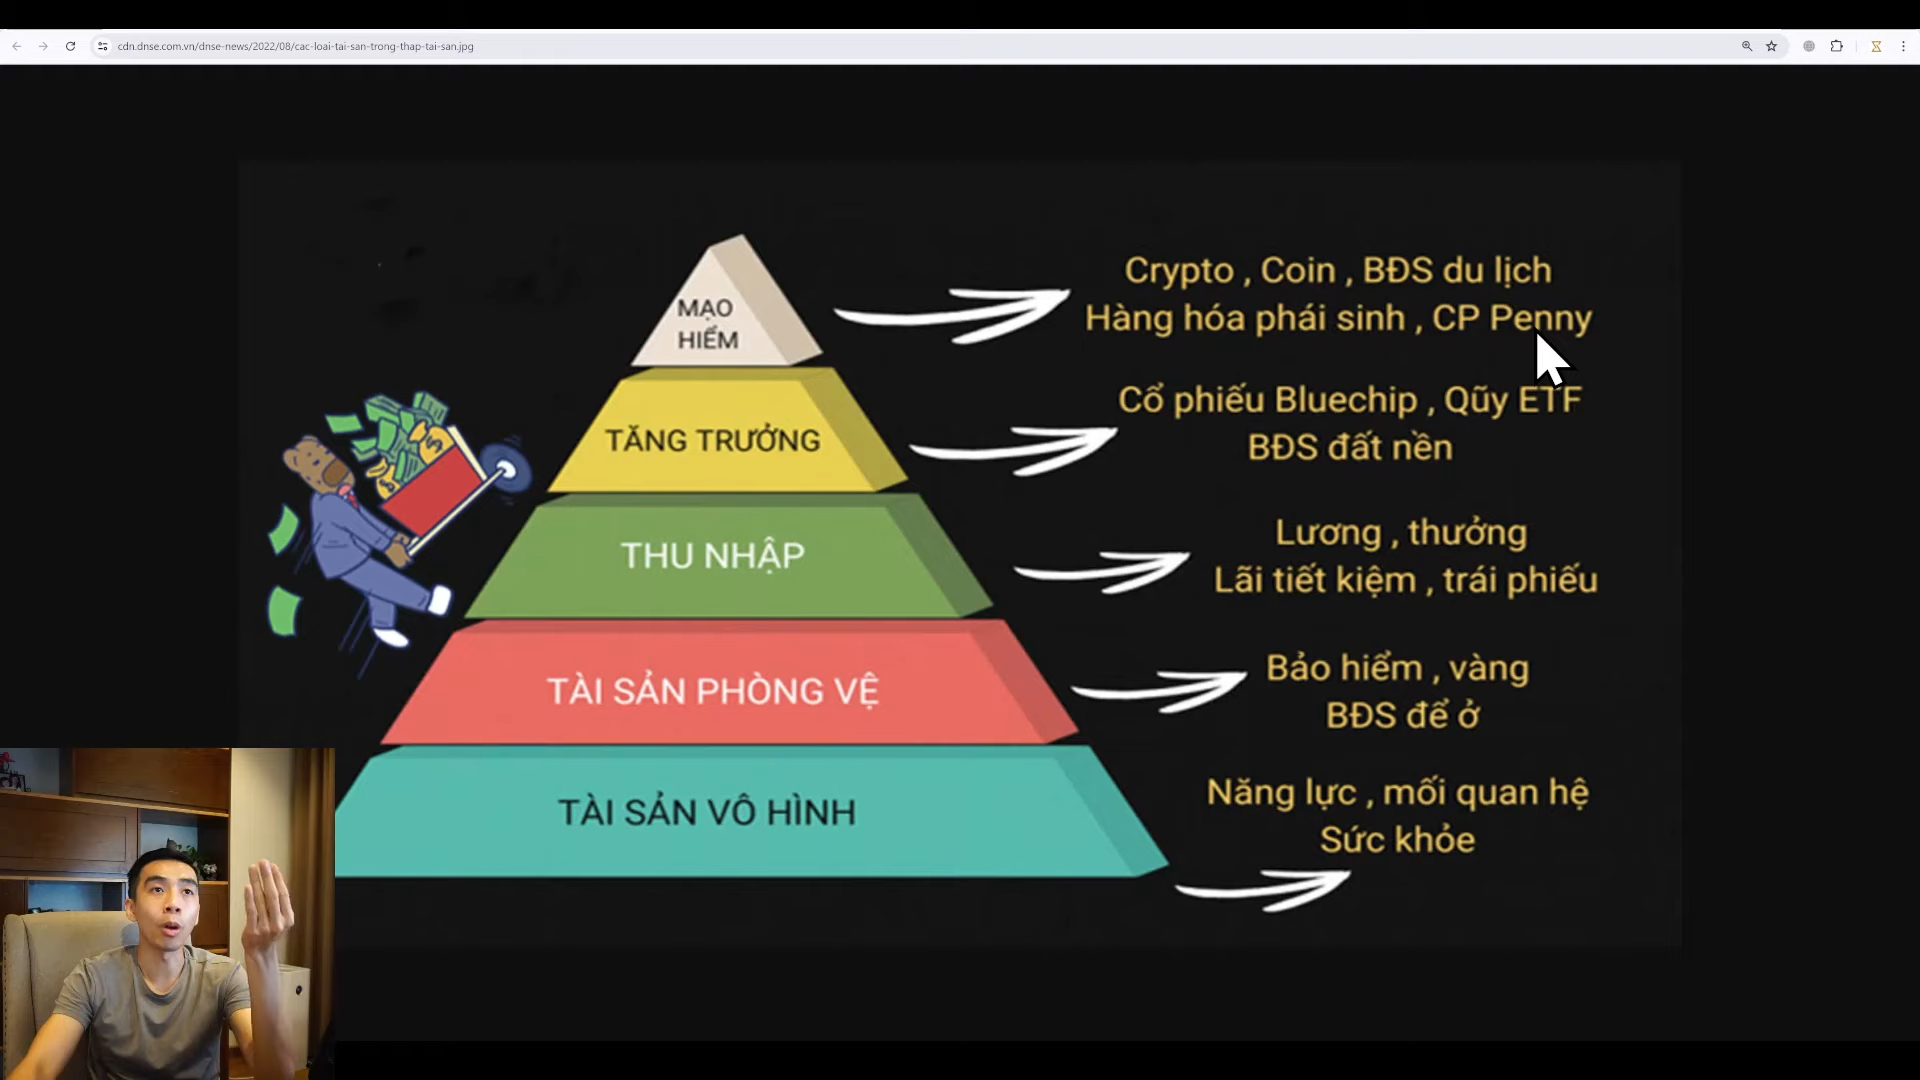 cdn.dnse.com.vn/dnse-news/2022/08/cac-loai-tai-san-trong-thap-tai-san.jpg
MẠO
HIỂM
Crypto , Coin , BĐS du lịch
Hàng hóa phái sinh , CP Penny
TĂNG TRƯỞNG
Cổ phiếu Bluechip , Qũy ETF
BĐS đất nền
THU NHẬP
Lương , thưởng
Lãi tiết kiệm , trái phiếu
TÀI SẢN PHÒNG VỆ
Bảo hiểm , vàng
BĐS để ở
TÀI SẢN VÔ HÌNH
Năng lực , mối quan hệ
Sức khỏe